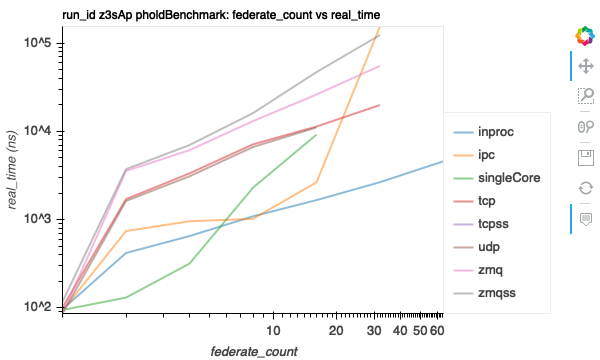 run_id z3sAp pholdBenchmark: federate_count vs real_time
real_time (ns)
10^5
10^4
10^3
10^2
10
20
30
40
50
60
federate_count
inproc
ipc
singleCore
tcp
tcpss
udp
zmq
zmqss